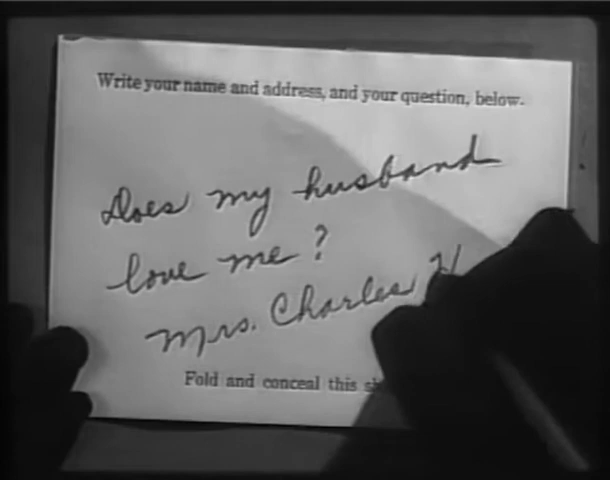 Write your name and address, and your question, below.
Does my husband
love me?
Mrs. Charles H
Fold and conceal this